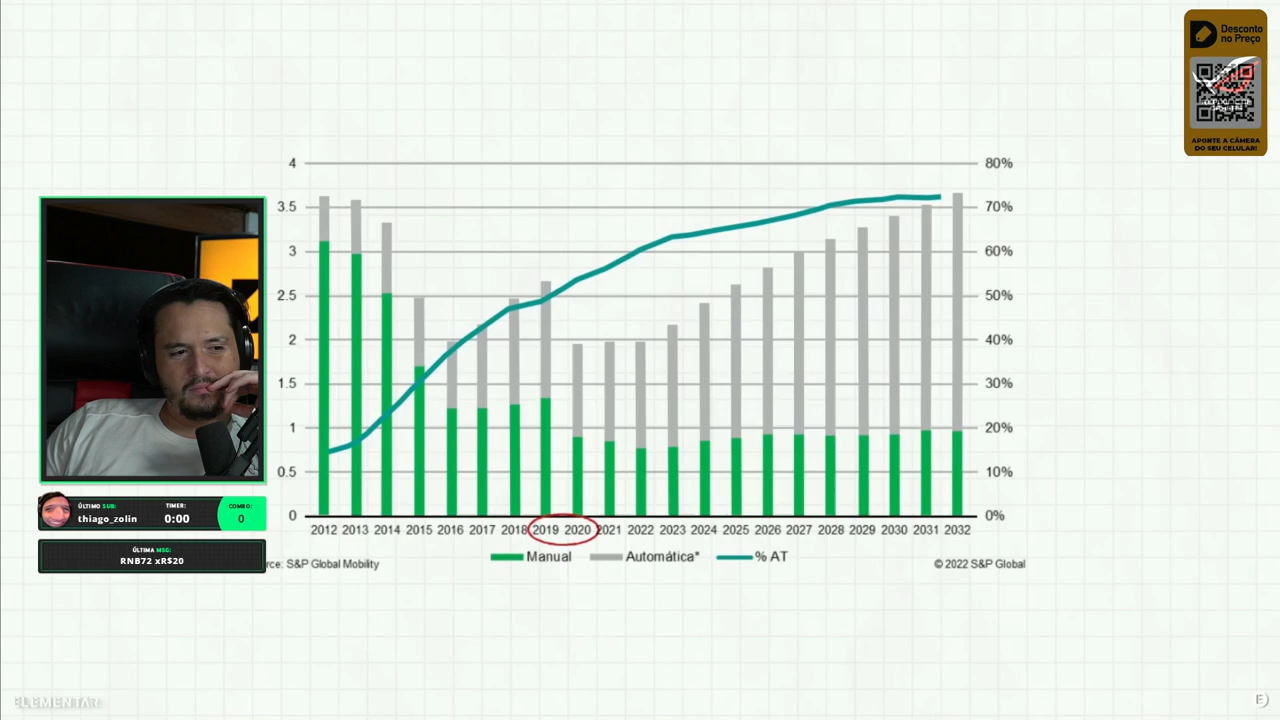 Desconto
no Preço
APONTE A CÂMERA
DO SEU CELULAR!
4
3.5
3
2.5
2
1.5
1
0.5
0
80%
70%
60%
50%
40%
30%
20%
10%
0%
2012 2013 2014 2015 2016 2017 2018 2019 2020 2021 2022 2023 2024 2025 2026 2027 2028 2029 2030 2031 2032
Manual Automática* % AT
rce: S&P Global Mobility
© 2022 S&P Global
ÚLTIMO SUB: TIMER: COMBO:
thiago_zolin 0:00 0
ÚLTIMA MSG:
RNB72 xR$20
ELEMENTAR